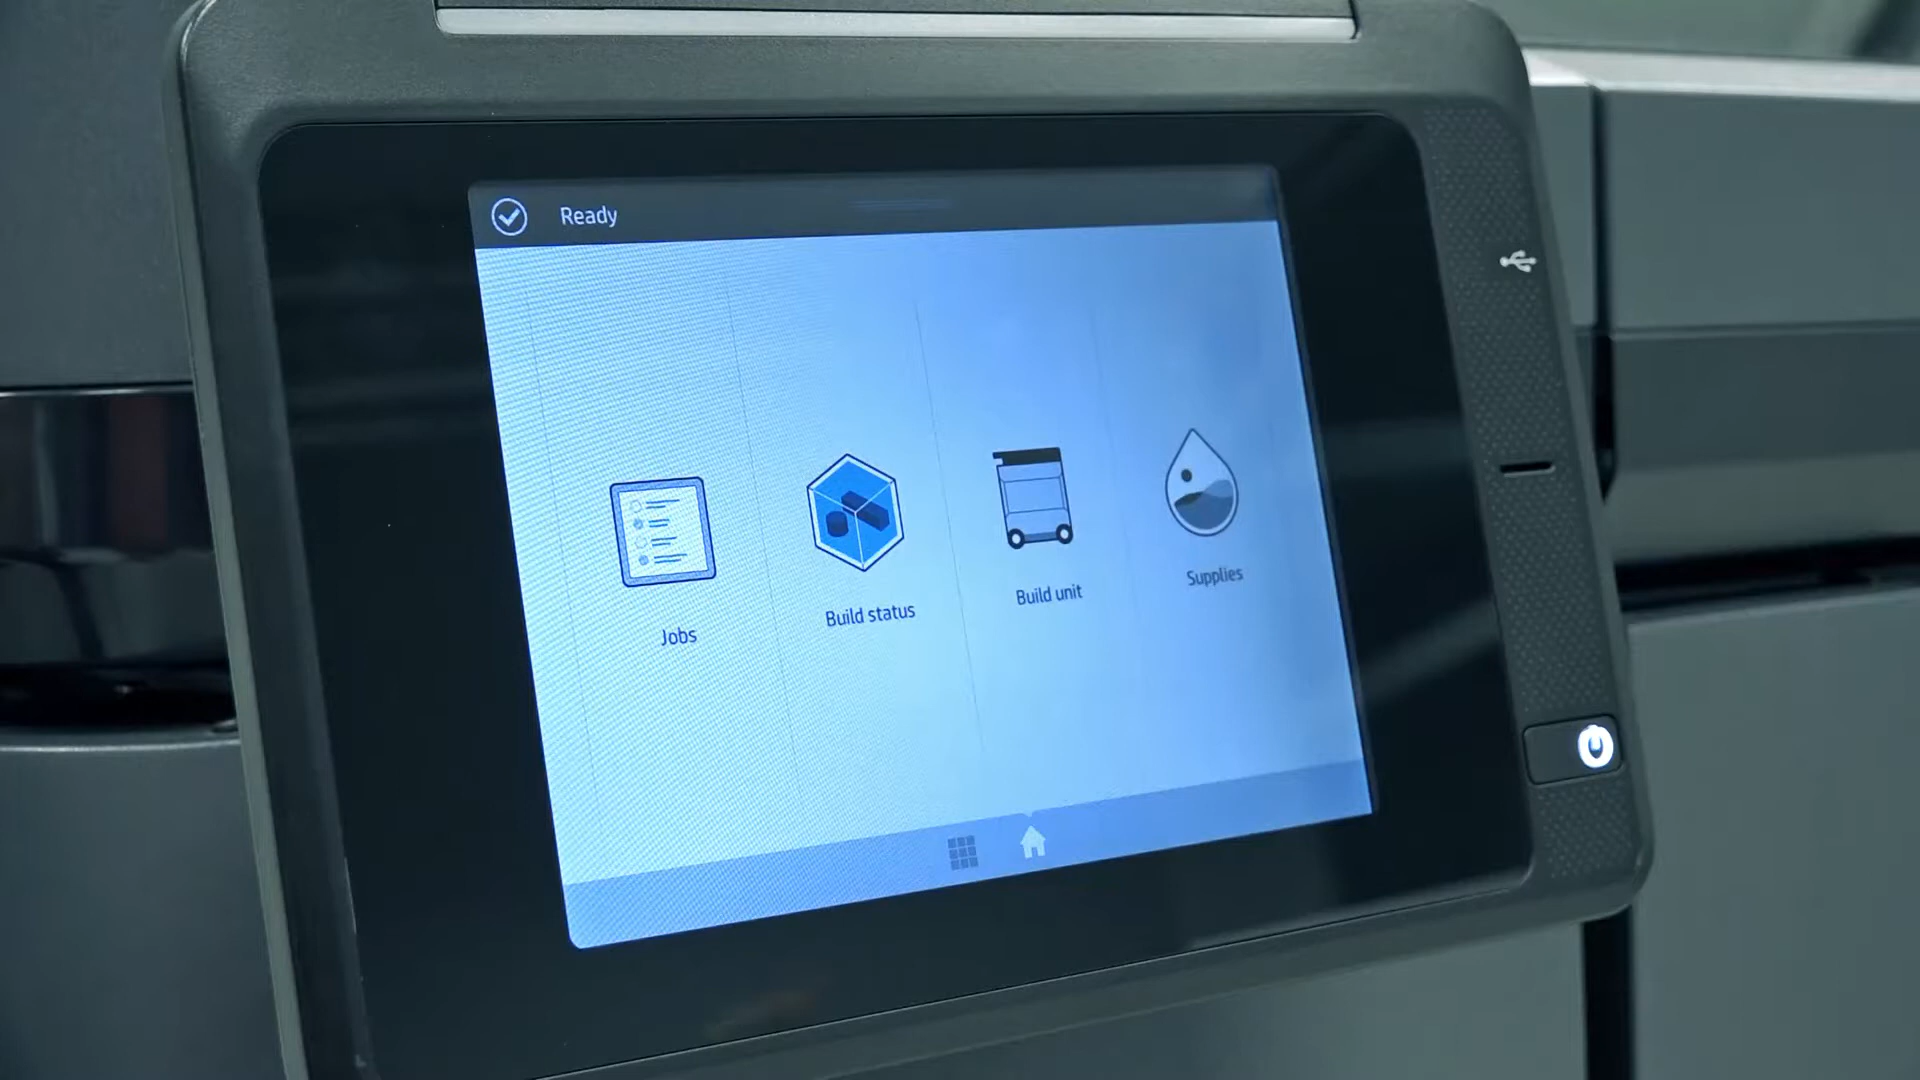 Ready
Jobs
Build status
Build unit
Supplies